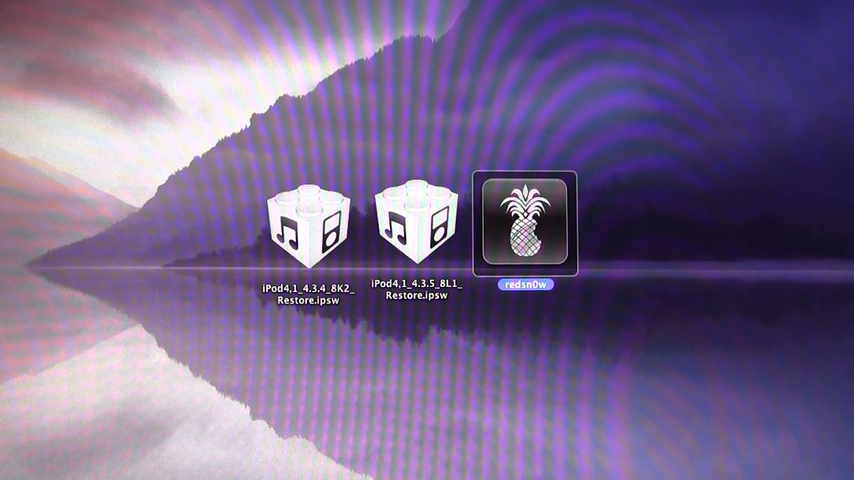 iPod4,1_4.3.4_8K2_
Restore.ipsw
iPod4,1_4.3.5_8L1_
Restore.ipsw
redsn0w